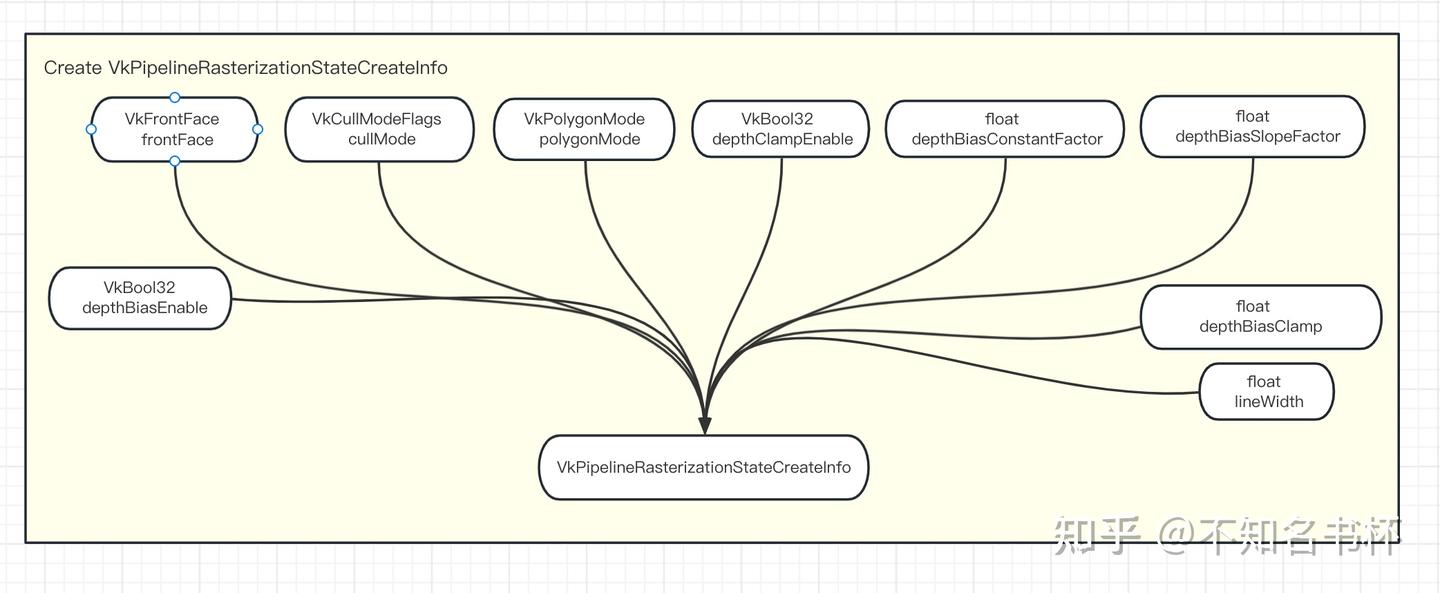 Create VkPipelineRasterizationStateCreateInfo
VkFrontFace
frontFace
VkCullModeFlags
cullMode
VkPolygonMode
polygonMode
VkBool32
depthClampEnable
float
depthBiasConstantFactor
float
depthBiasSlopeFactor
VkBool32
depthBiasEnable
float
depthBiasClamp
float
lineWidth
VkPipelineRasterizationStateCreateInfo
知乎 @不知名书杯